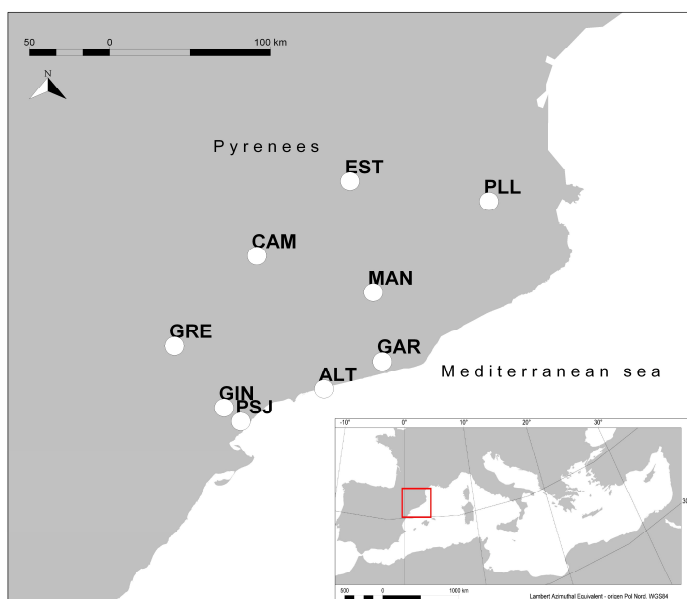 50 0 100 km
N
Pyrenees
EST
PLL
CAM
MAN
GRE
GAR
Mediterranean sea
ALT
GIN
PSJ
-10° 0° 10° 20° 30°
30
500 0 1000 km
Lambert Azimuthal Equivalent - origen Pol Nord. WGS84